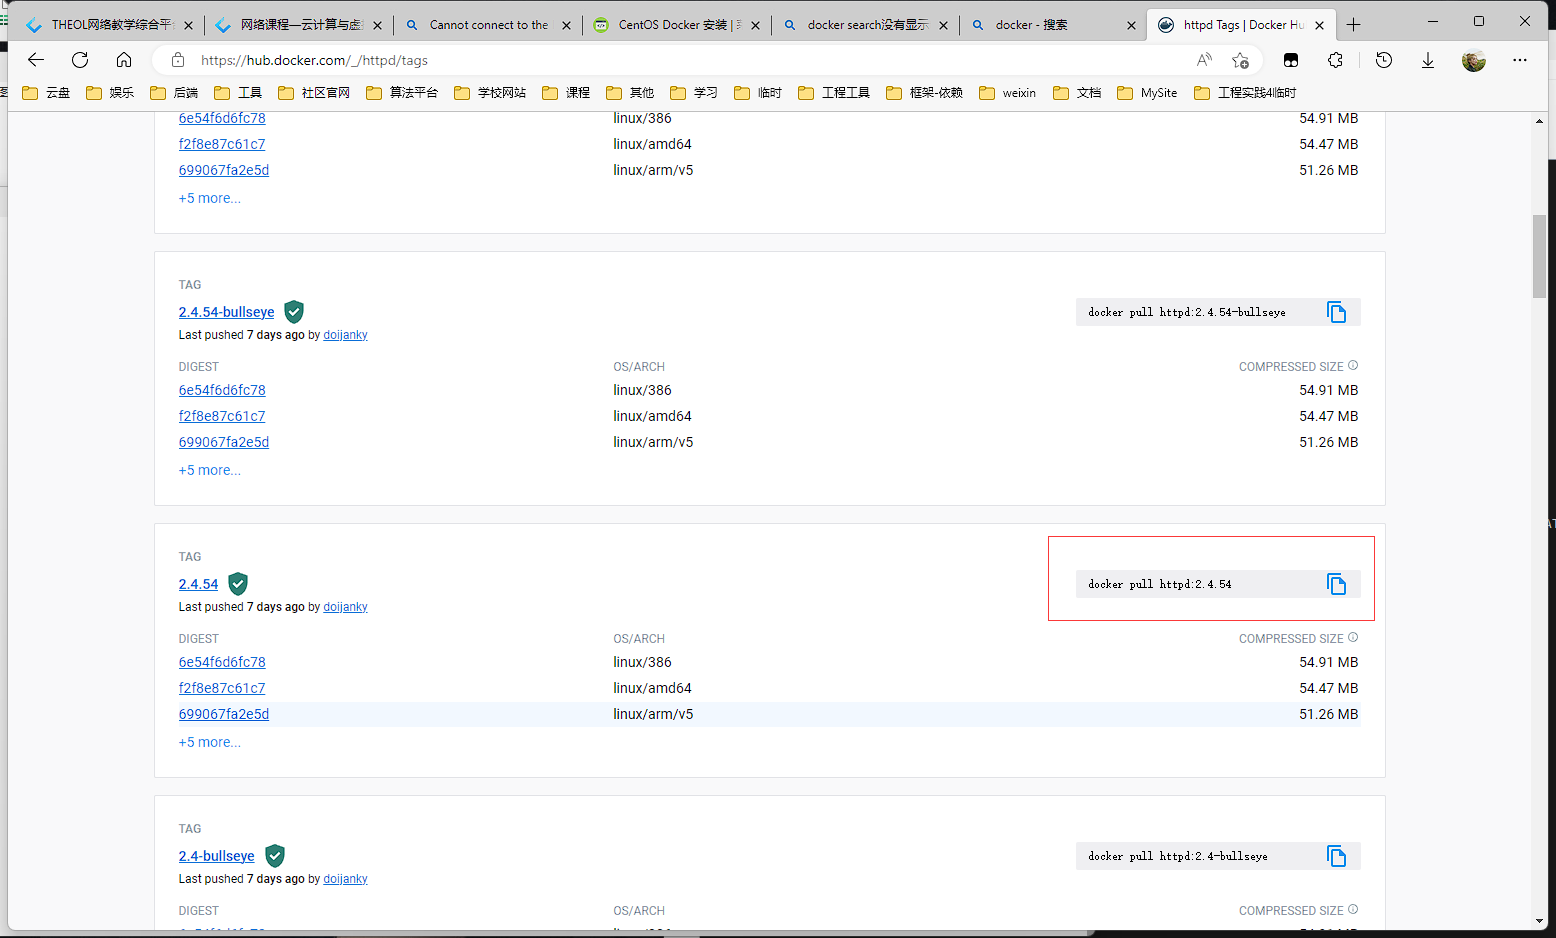 THEOL网络教学综合平台
网络课程—云计算与虚
Cannot connect to the
CentOS Docker 安装 |
docker search没有显示
docker - 搜索
httpd Tags | Docker Hu
https://hub.docker.com/_/httpd/tags
云盘 娱乐 后端 工具 社区官网 算法平台 学校网站 课程 其他 学习 临时 工程工具 框架-依赖 weixin 文档 MySite 工程实践4临时
6e54f6d6fc78 linux/386 54.91 MB
f2f8e87c61c7 linux/amd64 54.47 MB
699067fa2e5d linux/arm/v5 51.26 MB
+5 more...
TAG
2.4.54-bullseye docker pull httpd:2.4.54-bullseye
Last pushed 7 days ago by doijanky
DIGEST OS/ARCH COMPRESSED SIZE
6e54f6d6fc78 linux/386 54.91 MB
f2f8e87c61c7 linux/amd64 54.47 MB
699067fa2e5d linux/arm/v5 51.26 MB
+5 more...
TAG
2.4.54 docker pull httpd:2.4.54
Last pushed 7 days ago by doijanky
DIGEST OS/ARCH COMPRESSED SIZE
6e54f6d6fc78 linux/386 54.91 MB
f2f8e87c61c7 linux/amd64 54.47 MB
699067fa2e5d linux/arm/v5 51.26 MB
+5 more...
TAG
2.4-bullseye docker pull httpd:2.4-bullseye
Last pushed 7 days ago by doijanky
DIGEST OS/ARCH COMPRESSED SIZE